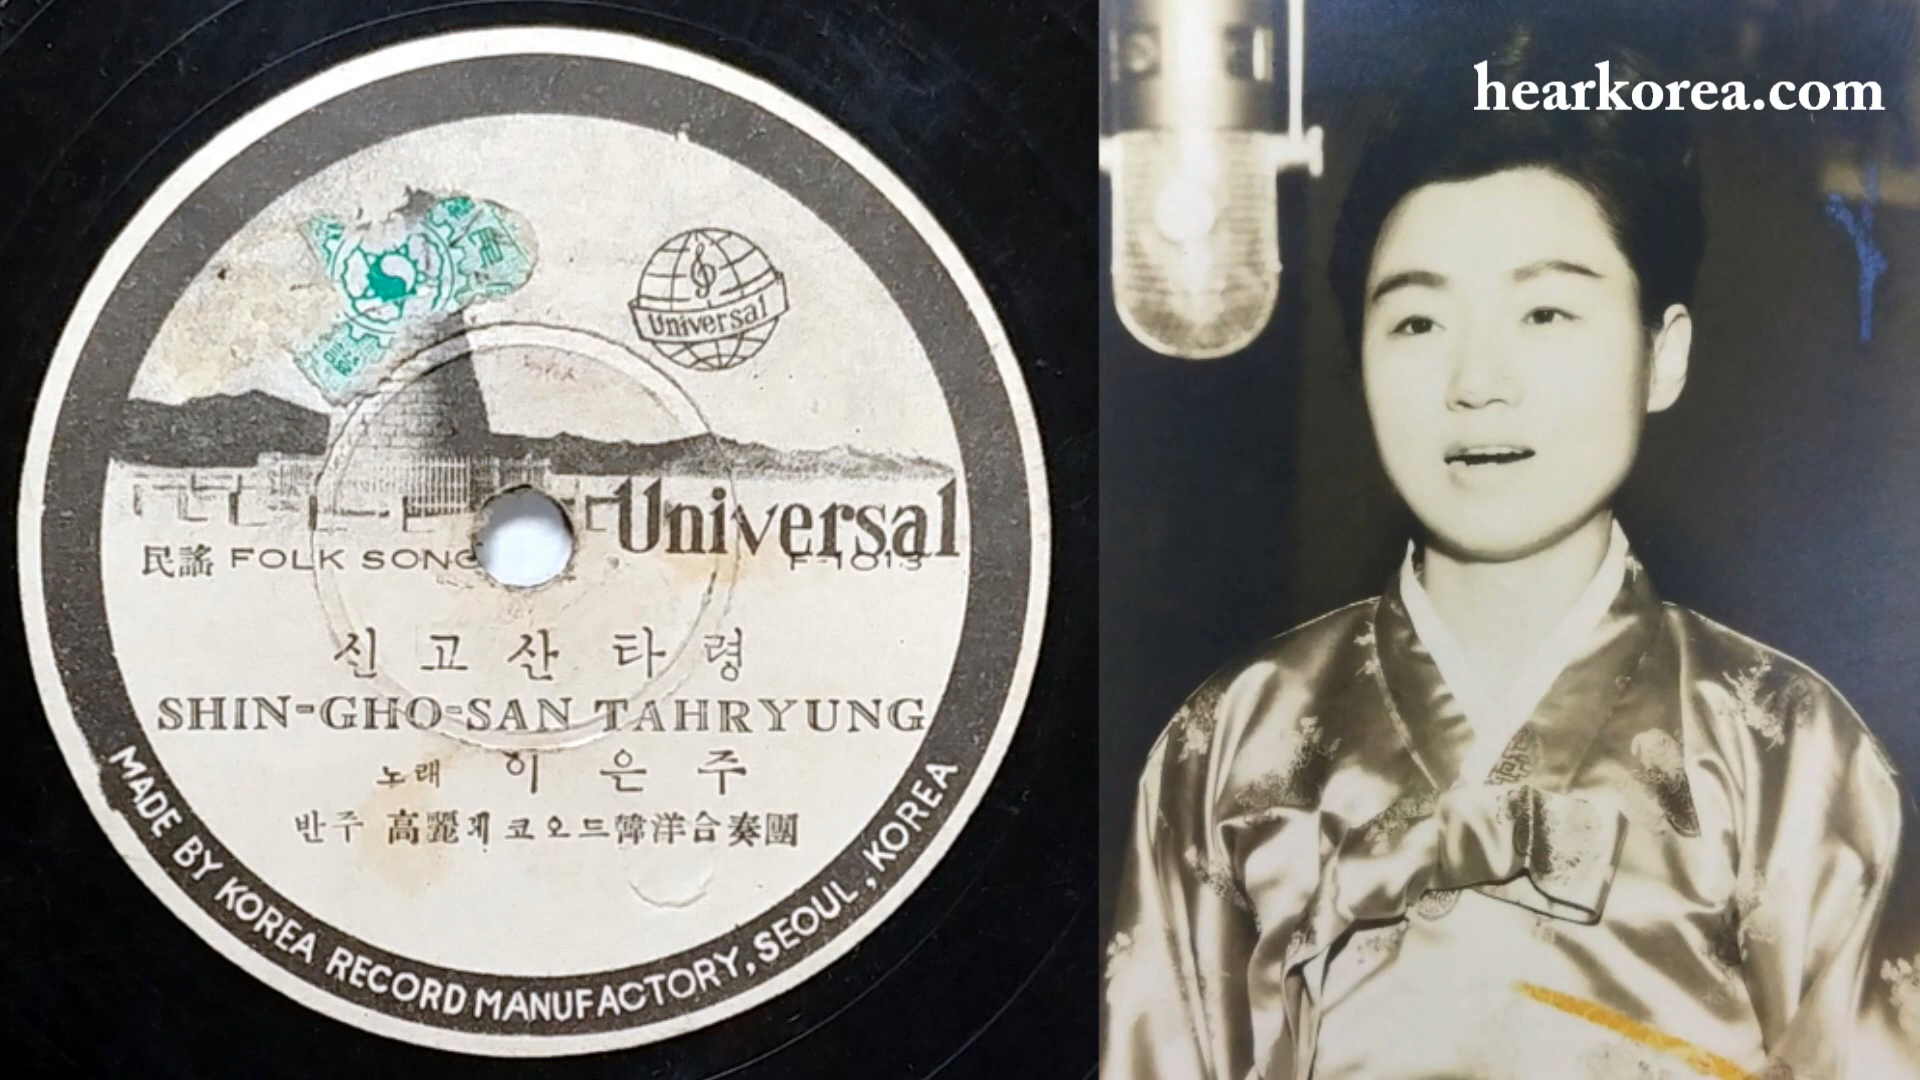 hearkorea.com
Universal
Universal
民謠 FOLK SONG
F-1013
신고산 타령
SHIN-GHO-SAN TAHRYUNG
노래 이은주
반주 高麗레코오드韓洋合奏團
MADE BY KOREA RECORD MANUFACTORY, SEOUL, KOREA